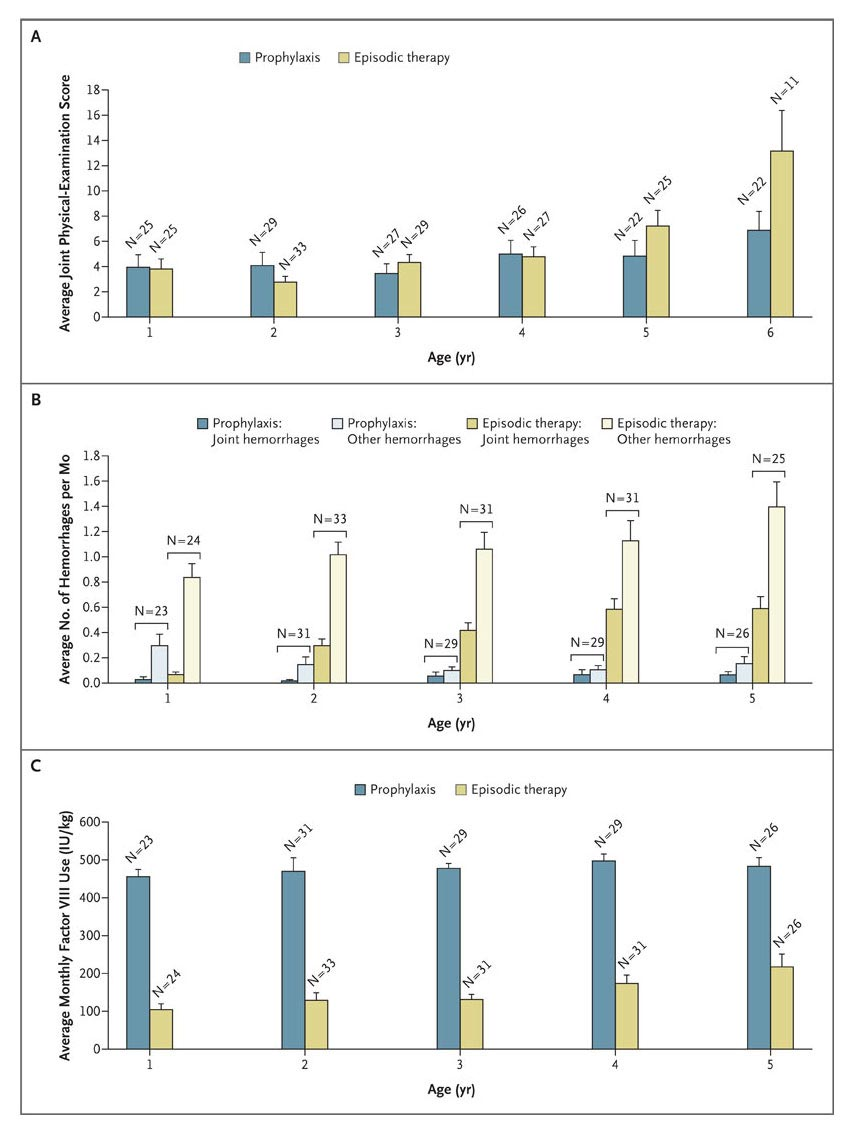 A
Prophylaxis Episodic therapy
Average Joint Physical-Examination Score
18
16
14
12
10
8
6
4
2
0
N=25 N=25 N=29 N=33 N=27 N=29 N=26 N=27 N=22 N=25 N=22 N=11
1 2 3 4 5 6
Age (yr)
B
Prophylaxis: Joint hemorrhages
Prophylaxis: Other hemorrhages
Episodic therapy: Joint hemorrhages
Episodic therapy: Other hemorrhages
Average No. of Hemorrhages per Mo
1.8
1.6
1.4
1.2
1.0
0.8
0.6
0.4
0.2
0.0
N=23 N=24 N=31 N=33 N=29 N=31 N=29 N=31 N=26 N=25
1 2 3 4 5
Age (yr)
C
Prophylaxis Episodic therapy
Average Monthly Factor VIII Use (IU/kg)
600
500
400
300
200
100
0
N=23 N=24 N=31 N=33 N=29 N=31 N=29 N=31 N=26 N=26
1 2 3 4 5
Age (yr)